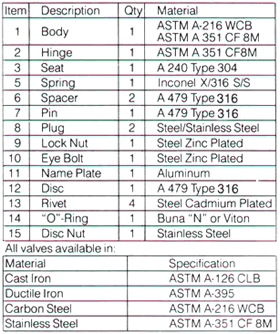 Item Description Qty Material
1 Body 1 ASTM A-216 WCB
ASTM A 351 CF 8M
2 Hinge 1 ASTM A 351 CF8M
3 Seat 1 A 240 Type 304
5 Spring 1 Inconel X/316 S/S
6 Spacer 2 A 479 Type 316
7 Pin 1 A 479 Type 316
8 Plug 2 Steel/Stainless Steel
9 Lock Nut 1 Steel Zinc Plated
10 Eye Bolt 1 Steel Zinc Plated
11 Name Plate 1 Aluminum
12 Disc 1 A 479 Type 316
13 Rivet 4 Steel Cadmium Plated
14 "O"-Ring 1 Buna "N" or Viton
15 Disc Nut 1 Stainless Steel
All valves available in:
Material Specification
Cast Iron ASTM A-126 CLB
Ductile Iron ASTM A-395
Carbon Steel ASTM A-216 WCB
Stainless Steel ASTM A-351 CF 8M